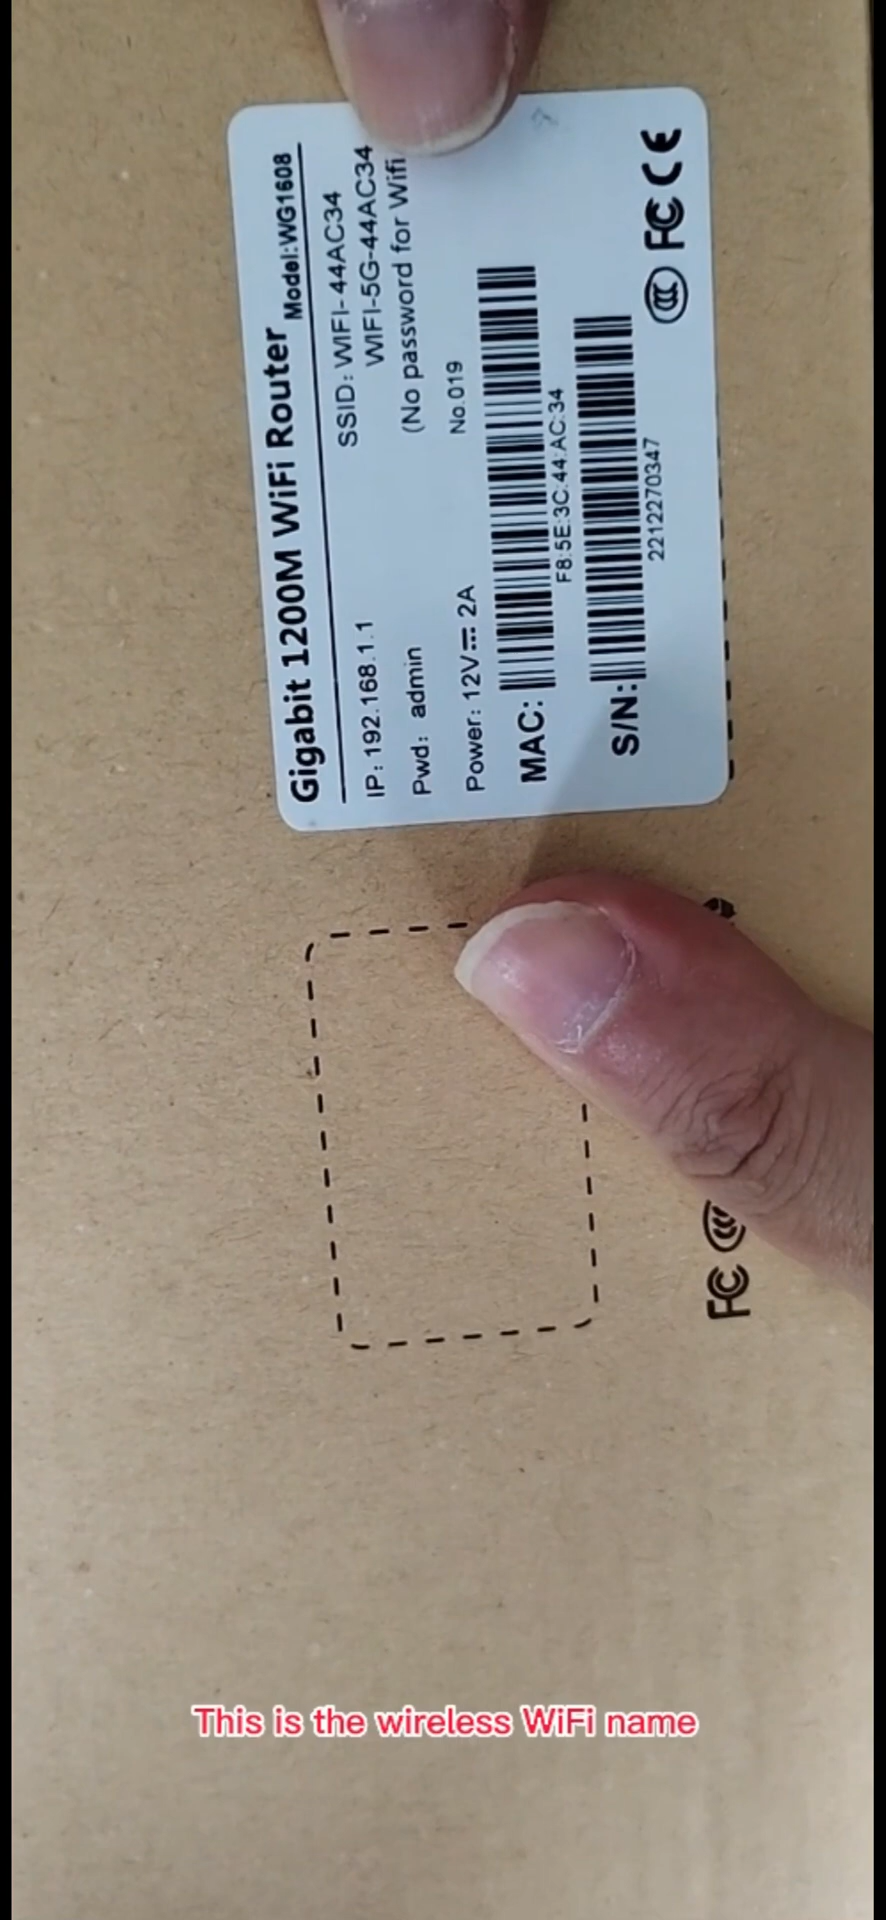 Gigabit 1200M WiFi Router
Model:WG1608
IP: 192.168.1.1
SSID: WIFI-44AC34
WIFI-5G-44AC34
Pwd: admin
(No password for Wifi
Power: 12V⎓2A
No.019
MAC:
F8:5E:3C:44:AC:34
S/N:
2212270347
CCC FC CE
FC
This is the wireless WiFi name